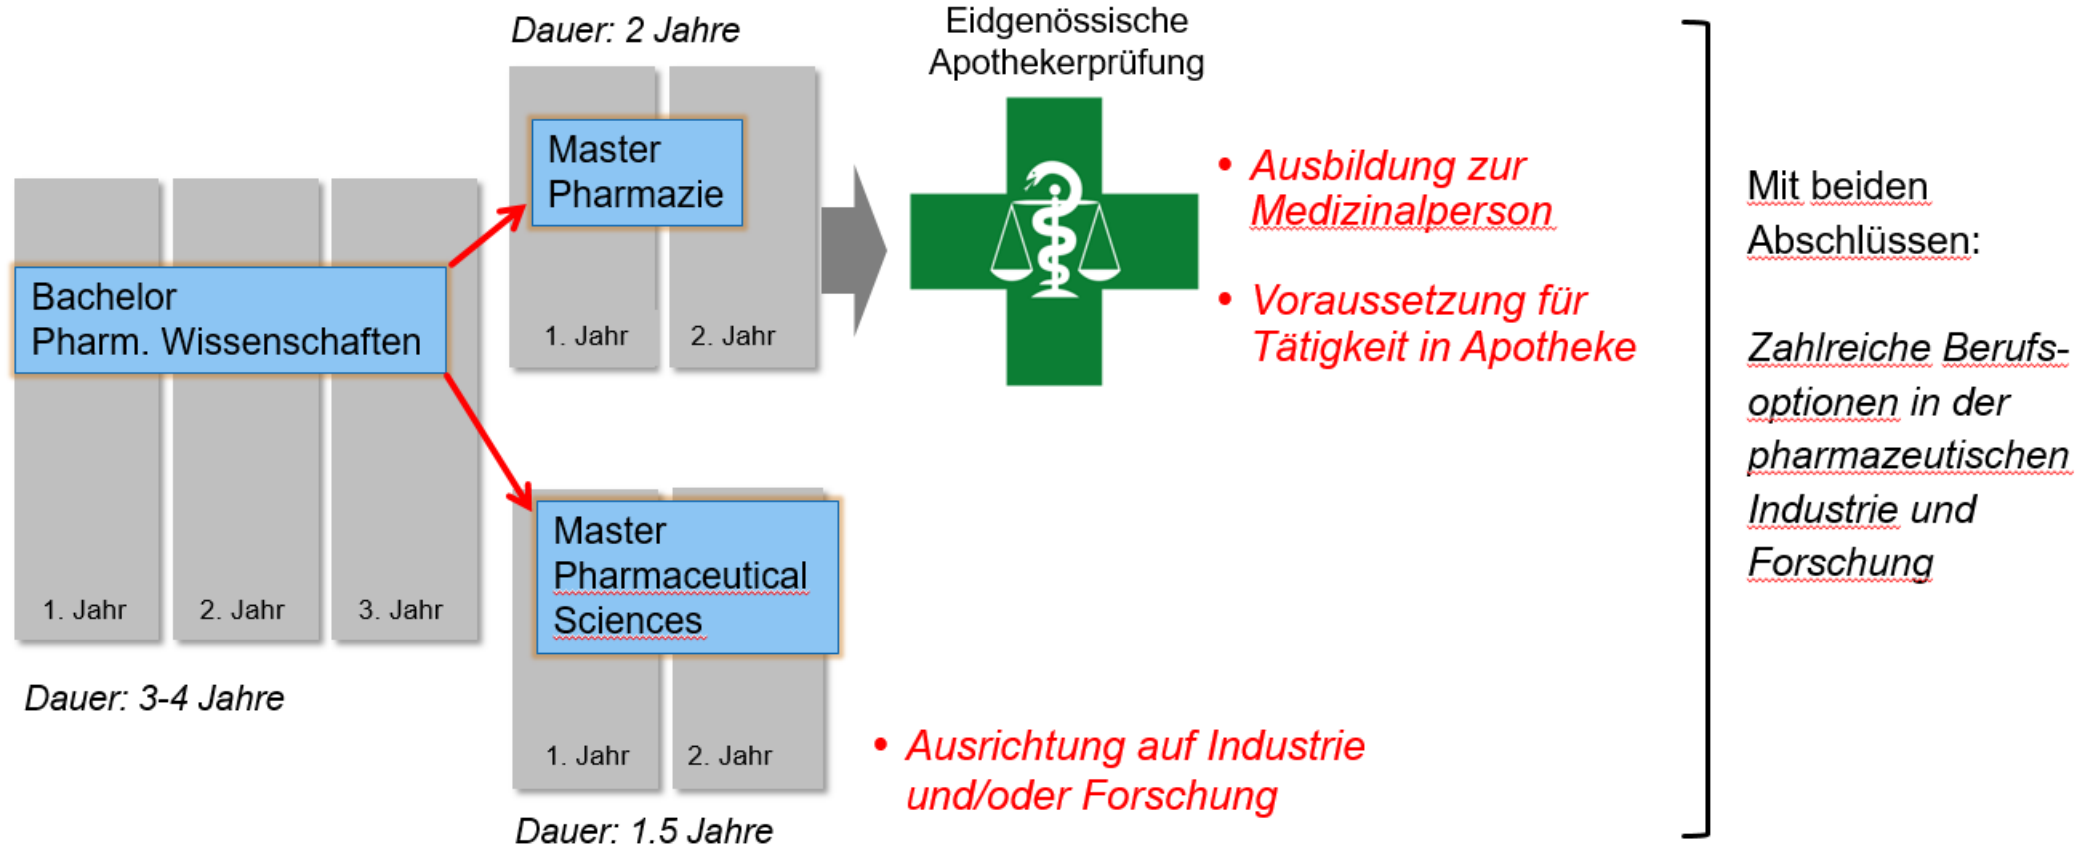 Dauer: 2 Jahre
Master
Pharmazie
1. Jahr
2. Jahr
Eidgenössische
Apothekerprüfung
• Ausbildung zur
Medizinalperson
• Voraussetzung für
Tätigkeit in Apotheke
Bachelor
Pharm. Wissenschaften
1. Jahr
2. Jahr
3. Jahr
Dauer: 3-4 Jahre
Master
Pharmaceutical
Sciences
1. Jahr
2. Jahr
Dauer: 1.5 Jahre
• Ausrichtung auf Industrie
und/oder Forschung
Mit beiden
Abschlüssen:
Zahlreiche Berufs-
optionen in der
pharmazeutischen
Industrie und
Forschung